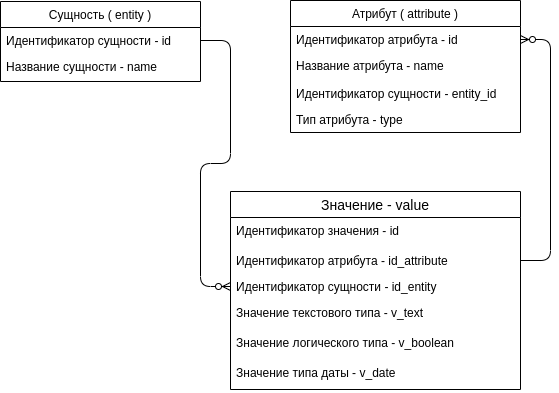 Сущность ( entity )
Идентификатор сущности - id
Название сущности - name
Атрибут ( attribute )
Идентификатор атрибута - id
Название атрибута - name
Идентификатор сущности - entity_id
Тип атрибута - type
Значение - value
Идентификатор значения - id
Идентификатор атрибута - id_attribute
Идентификатор сущности - id_entity
Значение текстового типа - v_text
Значение логического типа - v_boolean
Значение типа даты - v_date